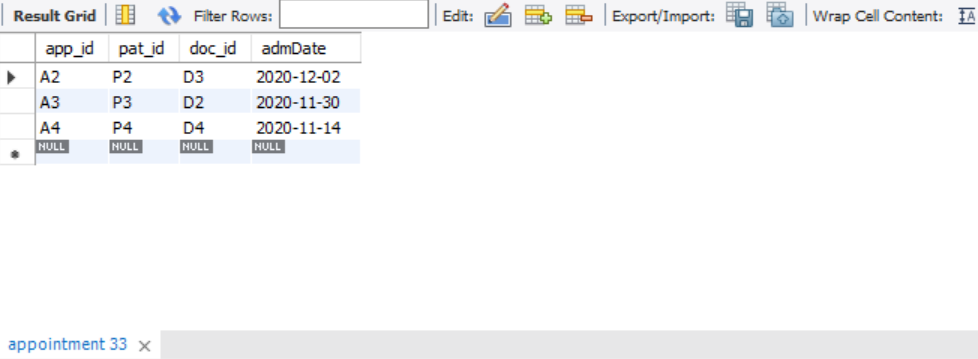 Result Grid Filter Rows: Edit: Export/Import: Wrap Cell Content: IA
app_id pat_id doc_id admDate
A2 P2 D3 2020-12-02
A3 P3 D2 2020-11-30
A4 P4 D4 2020-11-14
NULL NULL NULL NULL
appointment 33